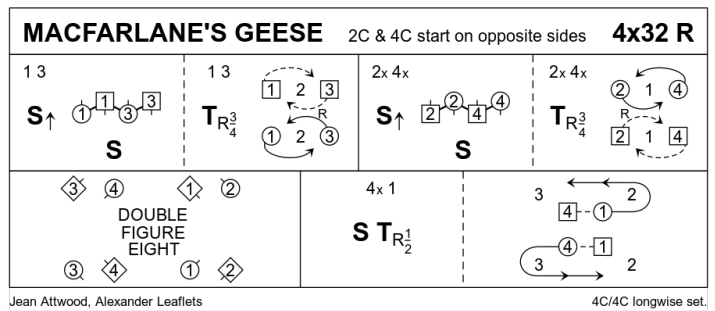 MACFARLANE'S GEESE 2C & 4C start on opposite sides 4x32 R
1 3
S↑ 1 1 3 3
S
1 3
T R 3/4
1 2 3
R
1 2 3
2x 4x
S↑ 2 2 4 4
S
2x 4x
T R 3/4
2 1 4
R
2 1 4
3 4 1 2
DOUBLE
FIGURE
EIGHT
3 4 1 2
4x 1
S T R 1/2
3 2
4 1
4 1
3 2
Jean Attwood, Alexander Leaflets 4C/4C longwise set.